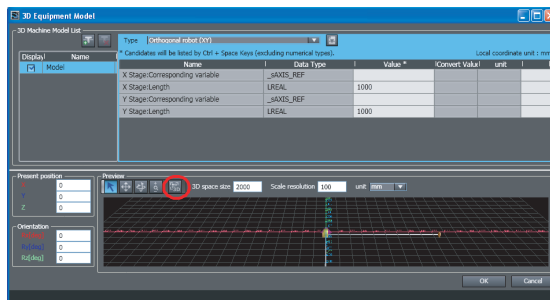 3D Equipment Model
3D Machine Model List
Type Orthogonal robot (XY)
* Candidates will be listed by Ctrl + Space Keys (excluding numerical types). Local coordinate unit : mm
Display Name
Model
Name Data Type Value * Convert Value unit
X Stage:Corresponding variable _sAXIS_REF
X Stage:Length LREAL 1000
Y Stage:Corresponding variable _sAXIS_REF
Y Stage:Length LREAL 1000
Present position
X 0
Y 0
Z 0
Orientation
0
Ry[deg] 0
Rz[deg] 0
Preview
3D space size 2000 Scale resolution 100 unit mm
OK Cancel